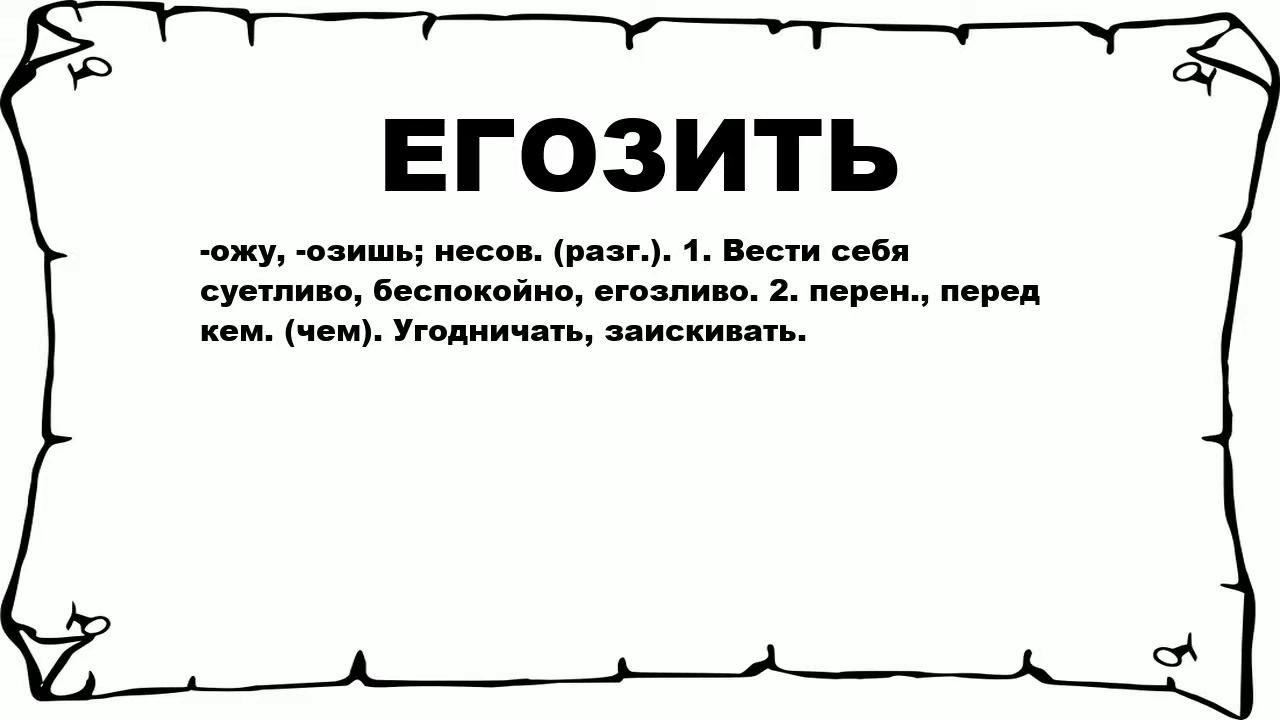 ЕГОЗИТЬ
-ожу, -озишь; несов. (разг.). 1. Вести себя
суетливо, беспокойно, егозливо. 2. перен., перед
кем. (чем). Угодничать, заискивать.